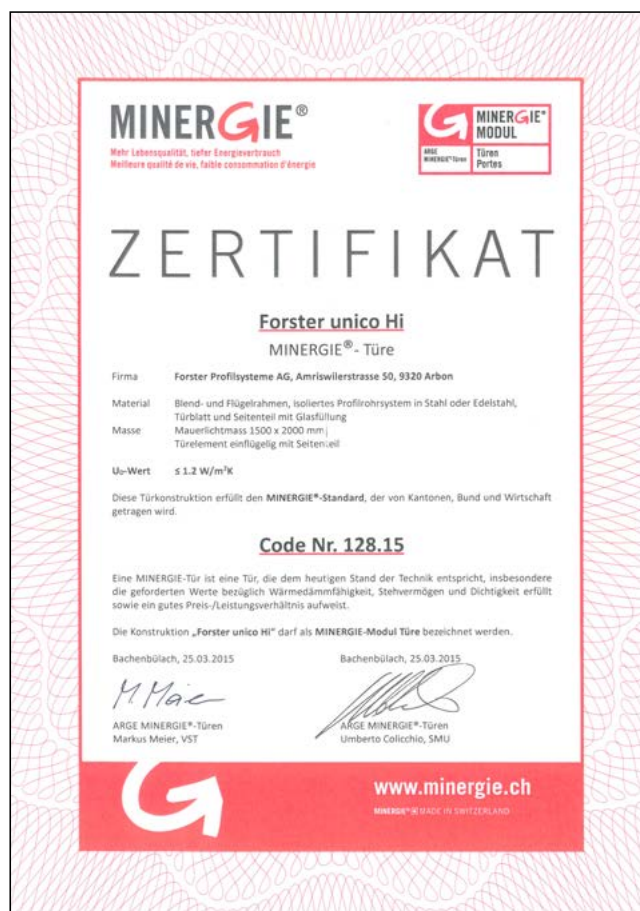 MINERGIE®
Mehr Lebensqualität, tiefer Energieverbrauch
Meilleure qualité de vie, faible consommation d'énergie
MINERGIE®
MODUL
ARGE
MINERGIE®-Türen
Türen
Portes
ZERTIFIKAT
Forster unico Hi
MINERGIE®- Türe
Firma Forster Profilsysteme AG, Amriswilerstrasse 50, 9320 Arbon
Material Blend- und Flügelrahmen, isoliertes Profilrohrsystem in Stahl oder Edelstahl,
Türblatt und Seitenteil mit Glasfüllung
Masse Mauerlichtmass 1500 x 2000 mm
Türelement einflügelig mit Seitenteil
U₀-Wert ≤ 1.2 W/m²K
Diese Türkonstruktion erfüllt den MINERGIE®-Standard, der von Kantonen, Bund und Wirtschaft
getragen wird.
Code Nr. 128.15
Eine MINERGIE-Tür ist eine Tür, die dem heutigen Stand der Technik entspricht, insbesondere
die geforderten Werte bezüglich Wärmedämmfähigkeit, Stehvermögen und Dichtigkeit erfüllt
sowie ein gutes Preis-/Leistungsverhältnis aufweist.
Die Konstruktion „Forster unico Hi" darf als MINERGIE-Modul Türe bezeichnet werden.
Bachenbülach, 25.03.2015 Bachenbülach, 25.03.2015
M. Maier
ARGE MINERGIE®-Türen ARGE MINERGIE®-Türen
Markus Meier, VST Umberto Colicchio, SMU
www.minergie.ch
MINERGIE® MADE IN SWITZERLAND